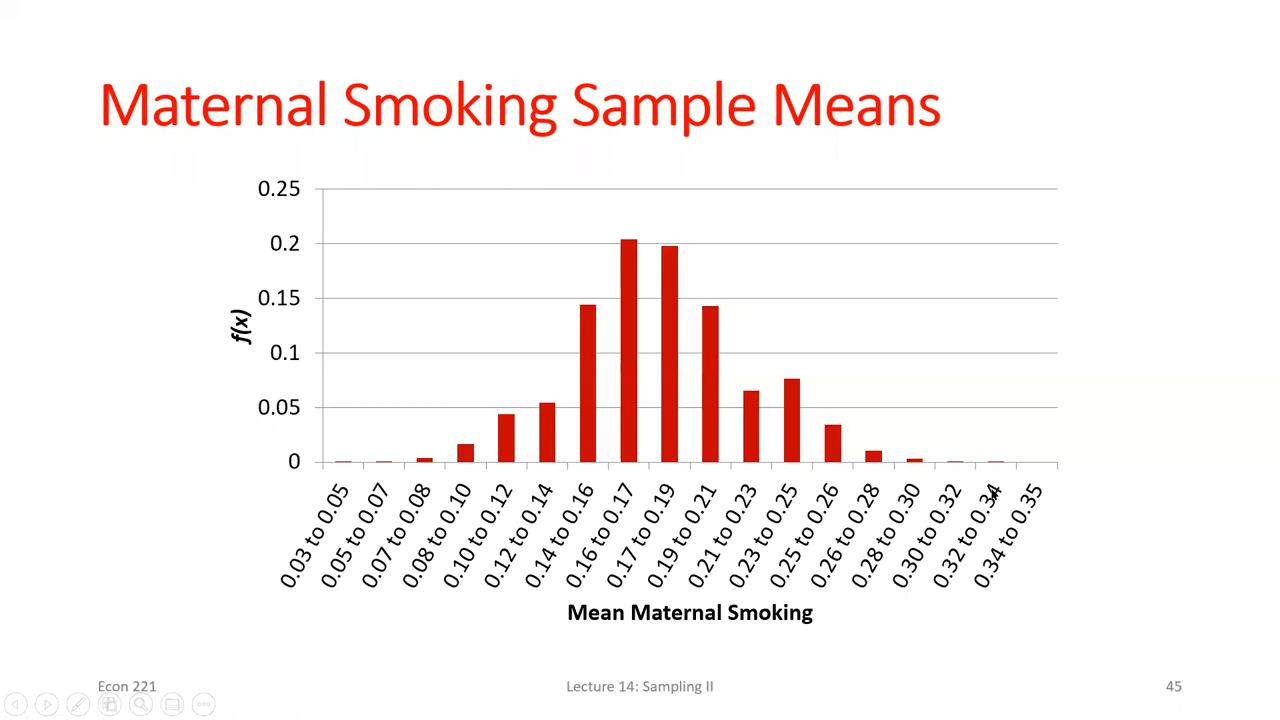 Maternal Smoking Sample Means
0.25
0.2
0.15
0.1
0.05
0
f(x)
0.03 to 0.05
0.05 to 0.07
0.07 to 0.08
0.08 to 0.10
0.10 to 0.12
0.12 to 0.14
0.14 to 0.16
0.16 to 0.17
0.17 to 0.19
0.19 to 0.21
0.21 to 0.23
0.23 to 0.25
0.25 to 0.26
0.26 to 0.28
0.28 to 0.30
0.30 to 0.32
0.32 to 0.34
0.34 to 0.35
Mean Maternal Smoking
Econ 221
Lecture 14: Sampling II
45